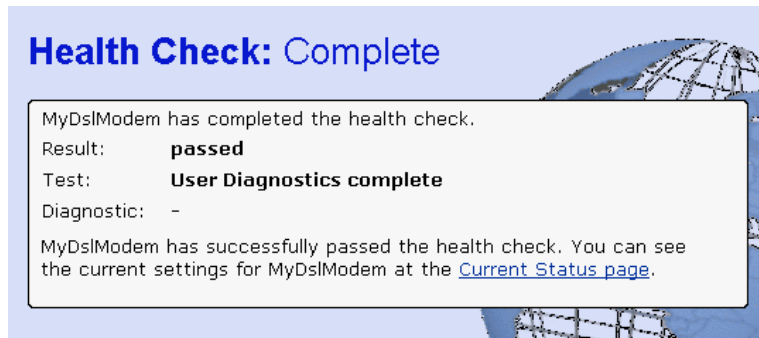 Health Check: Complete
MyDslModem has completed the health check.
Result: passed
Test: User Diagnostics complete
Diagnostic: -
MyDslModem has successfully passed the health check. You can see
the current settings for MyDslModem at the Current Status page.